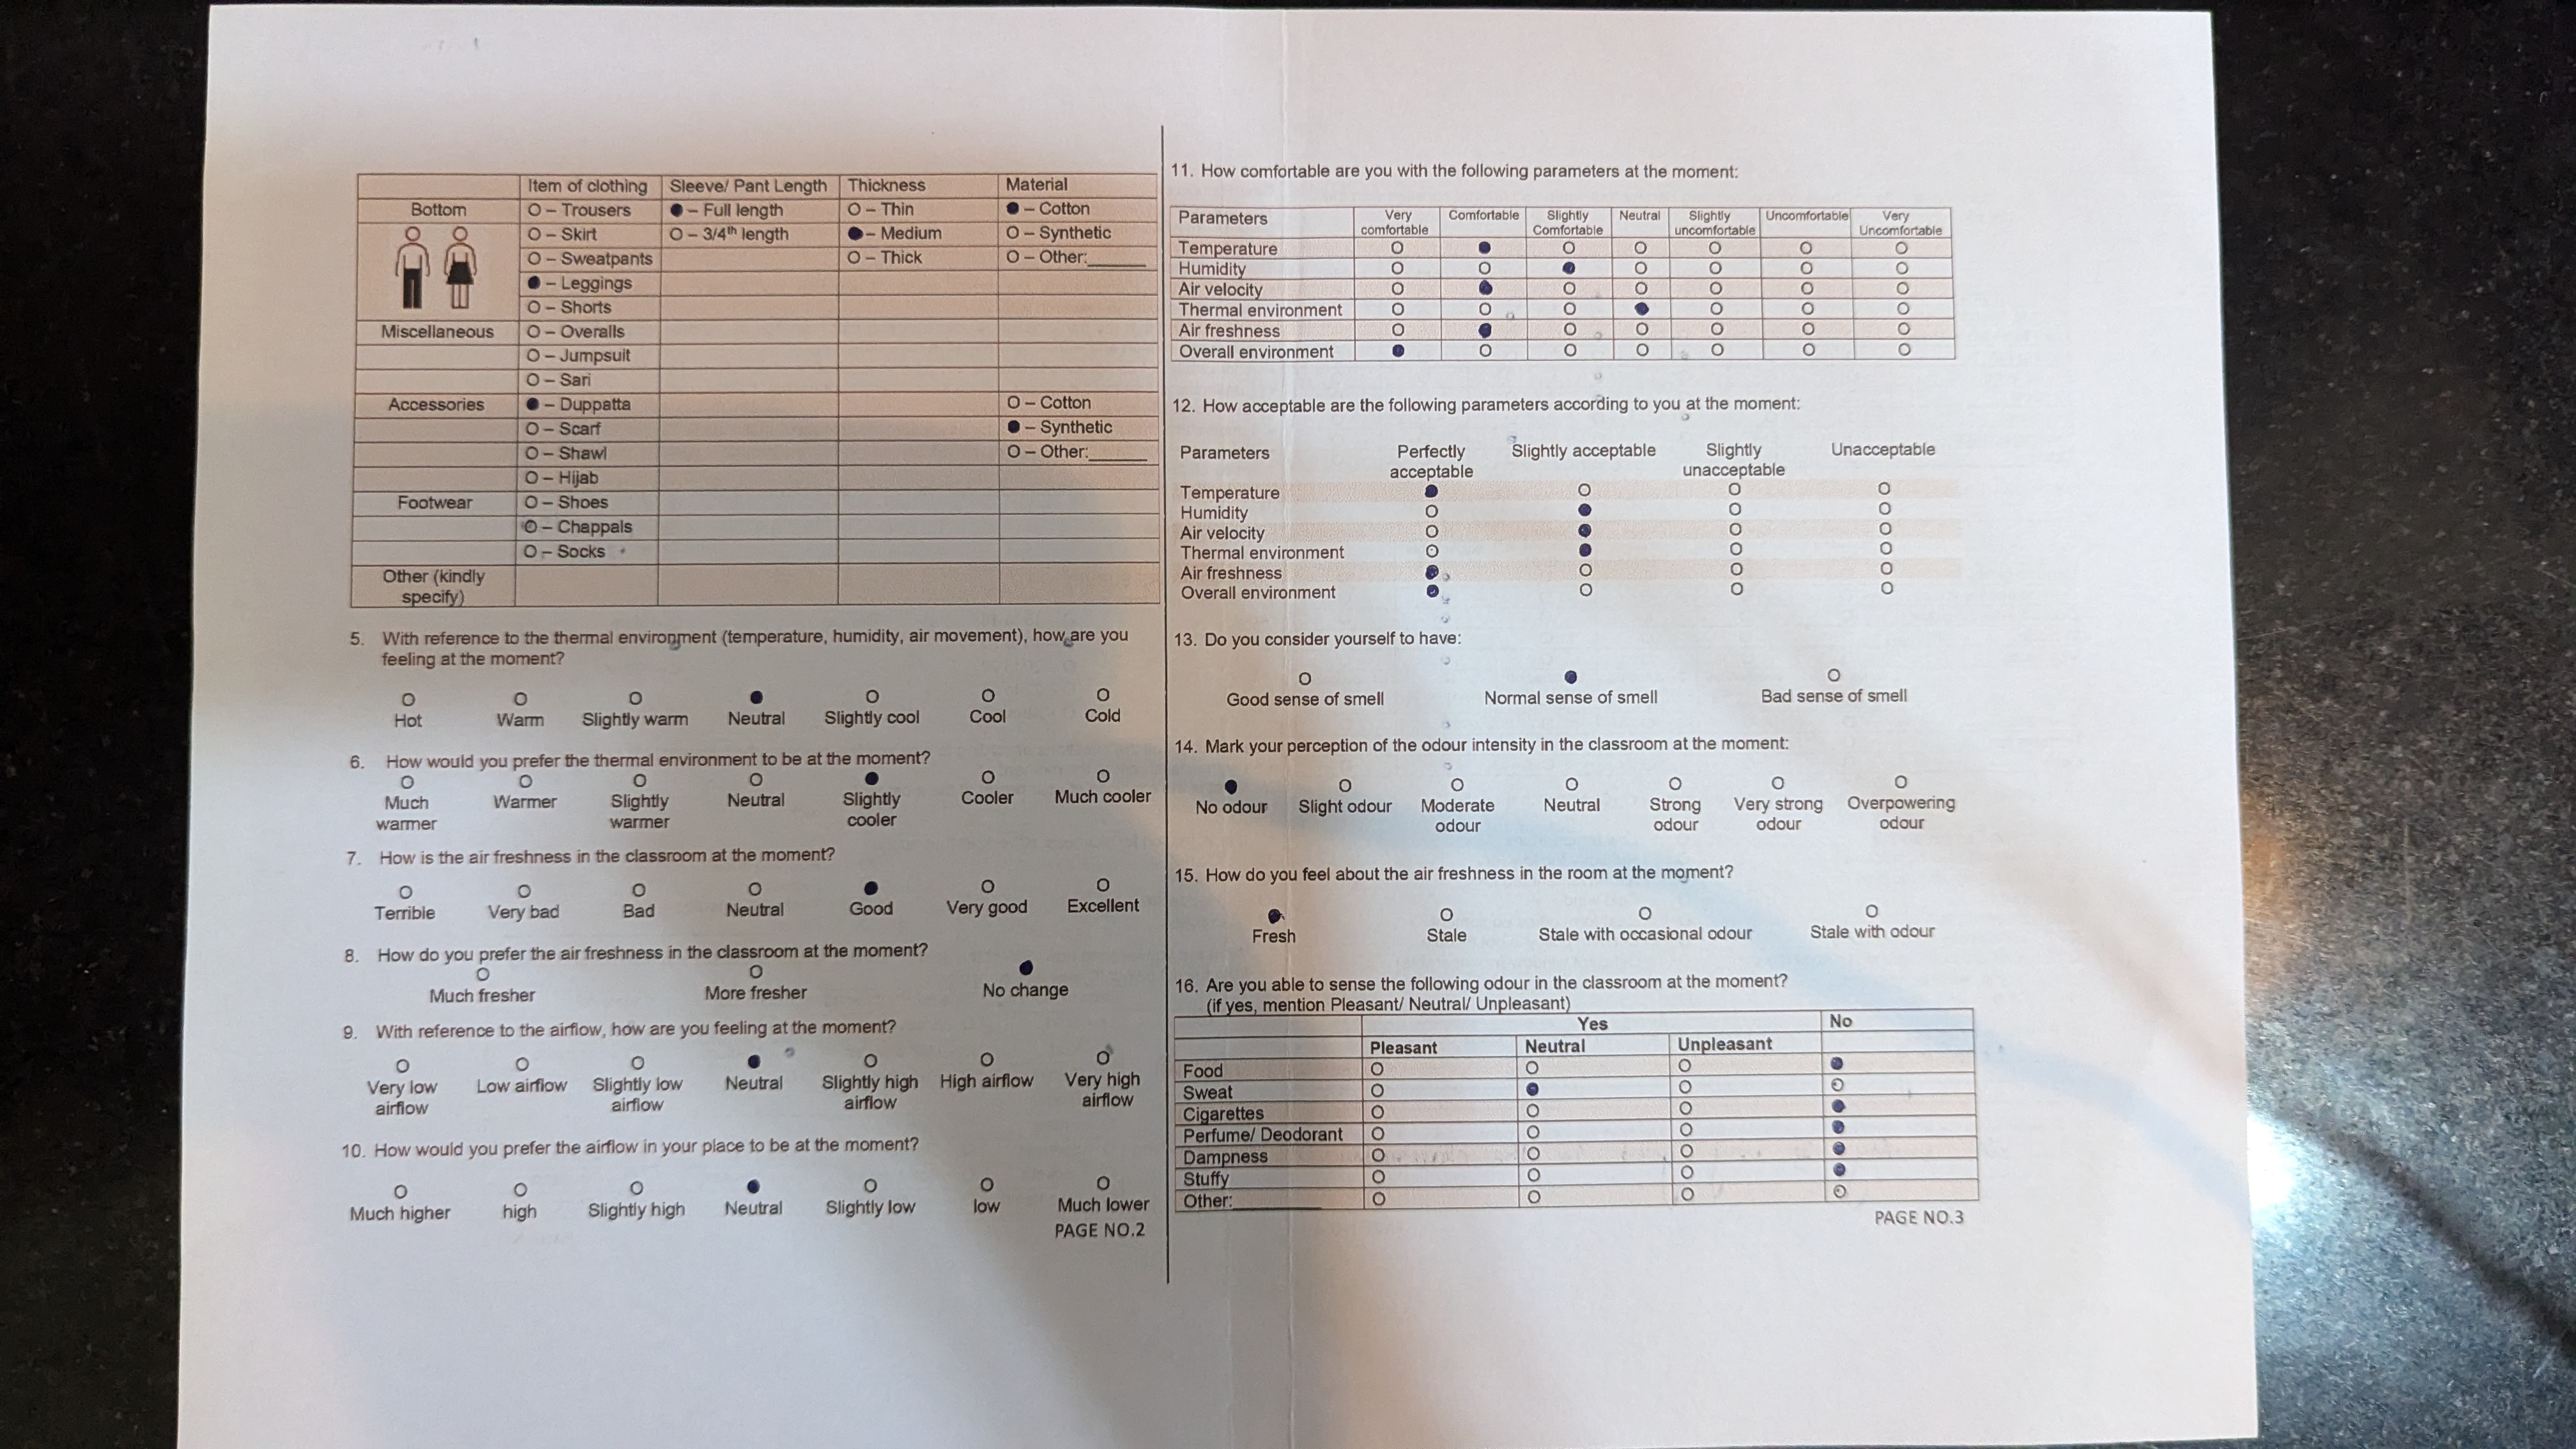 Item of clothing Sleeve/ Pant Length Thickness Material
Bottom O – Trousers ● – Full length O – Thin ● – Cotton
O – Skirt O – 3/4th length ● – Medium O – Synthetic
O – Sweatpants O – Thick O – Other:______
● – Leggings
O – Shorts
Miscellaneous O – Overalls
O – Jumpsuit
O – Sari
Accessories ● – Duppatta O – Cotton
O – Scarf ● – Synthetic
O – Shawl O – Other:______
O – Hijab
Footwear O – Shoes
O – Chappals
O – Socks
Other (kindly
specify)
5. With reference to the thermal environment (temperature, humidity, air movement), how are you
feeling at the moment?
O O O ● O O O
Hot Warm Slightly warm Neutral Slightly cool Cool Cold
6. How would you prefer the thermal environment to be at the moment?
O O O O ● O O
Much Warmer Slightly Neutral Slightly Cooler Much cooler
warmer warmer cooler
7. How is the air freshness in the classroom at the moment?
O O O O ● O O
Terrible Very bad Bad Neutral Good Very good Excellent
8. How do you prefer the air freshness in the classroom at the moment?
O O ●
Much fresher More fresher No change
9. With reference to the airflow, how are you feeling at the moment?
O O O ● O O O
Very low Low airflow Slightly low Neutral Slightly high High airflow Very high
airflow airflow airflow airflow
10. How would you prefer the airflow in your place to be at the moment?
O O O ● O O O
Much higher high Slightly high Neutral Slightly low low Much lower
PAGE NO.2
11. How comfortable are you with the following parameters at the moment:
Parameters Very Comfortable Slightly Neutral Slightly Uncomfortable Very
comfortable Comfortable uncomfortable Uncomfortable
Temperature O ● O O O O O
Humidity O O ● O O O O
Air velocity O ● O O O O O
Thermal environment O O O ● O O O
Air freshness O ● O O O O O
Overall environment ● O O O O O O
12. How acceptable are the following parameters according to you at the moment:
Parameters Perfectly Slightly acceptable Slightly Unacceptable
acceptable unacceptable
Temperature ● O O O
Humidity O ● O O
Air velocity O ● O O
Thermal environment O ● O O
Air freshness ● O O O
Overall environment ● O O O
13. Do you consider yourself to have:
O ● O
Good sense of smell Normal sense of smell Bad sense of smell
14. Mark your perception of the odour intensity in the classroom at the moment:
● O O O O O O
No odour Slight odour Moderate Neutral Strong Very strong Overpowering
odour odour odour odour
15. How do you feel about the air freshness in the room at the moment?
● O O O
Fresh Stale Stale with occasional odour Stale with odour
16. Are you able to sense the following odour in the classroom at the moment?
(if yes, mention Pleasant/ Neutral/ Unpleasant)
Yes No
Pleasant Neutral Unpleasant
Food O O O ●
Sweat O ● O O
Cigarettes O O O ●
Perfume/ Deodorant O O O ●
Dampness O O O ●
Stuffy O O O ●
Other:_________ O O O O
PAGE NO.3